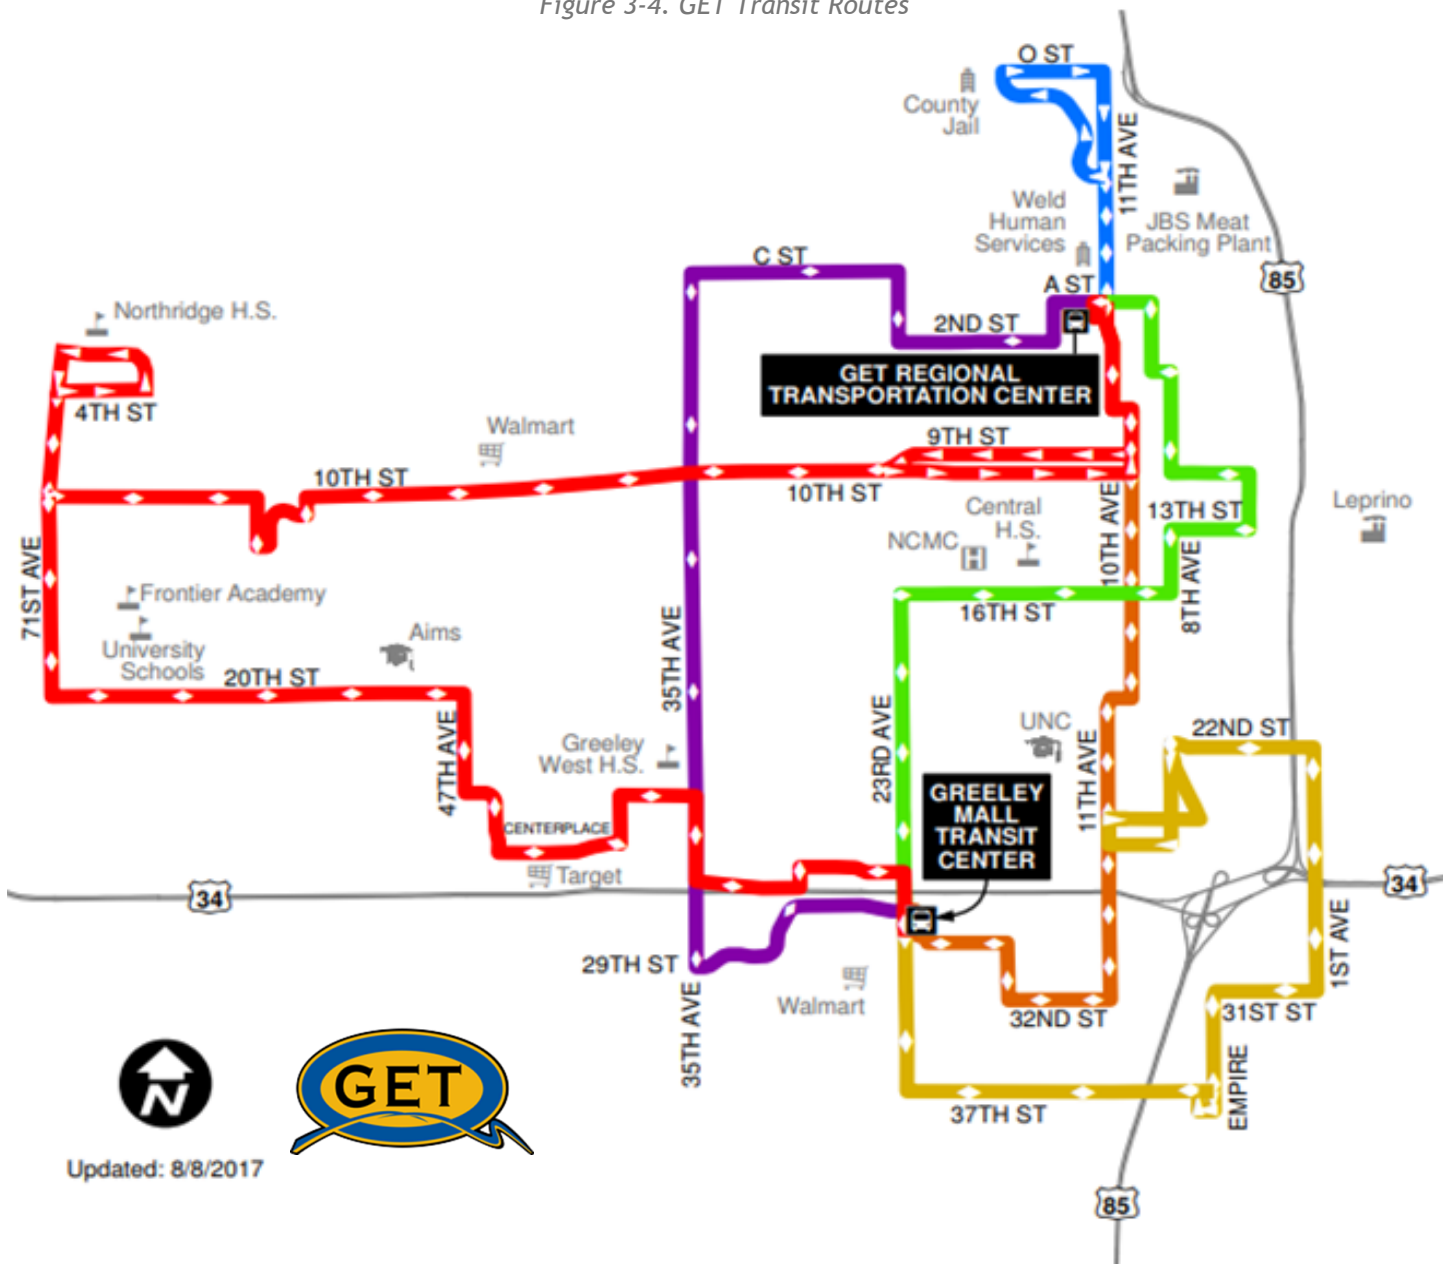 Figure 3-4. GET Transit Routes
O ST
County
Jail
11TH AVE
Weld
Human
Services
JBS Meat
Packing Plant
C ST
A ST
85
2ND ST
Northridge H.S.
4TH ST
GET REGIONAL
TRANSPORTATION CENTER
Walmart
9TH ST
10TH ST
10TH ST
10TH AVE
Central
H.S.
13TH ST
Leprino
NCMC
71ST AVE
Frontier Academy
University
Schools
Aims
20TH ST
35TH AVE
16TH ST
8TH AVE
47TH AVE
Greeley
West H.S.
23RD AVE
UNC
11TH AVE
22ND ST
GREELEY
MALL
TRANSIT
CENTER
CENTERPLACE
Target
34
34
29TH ST
35TH AVE
Walmart
32ND ST
1ST AVE
31ST ST
EMPIRE
37TH ST
N
GET
Updated: 8/8/2017
85